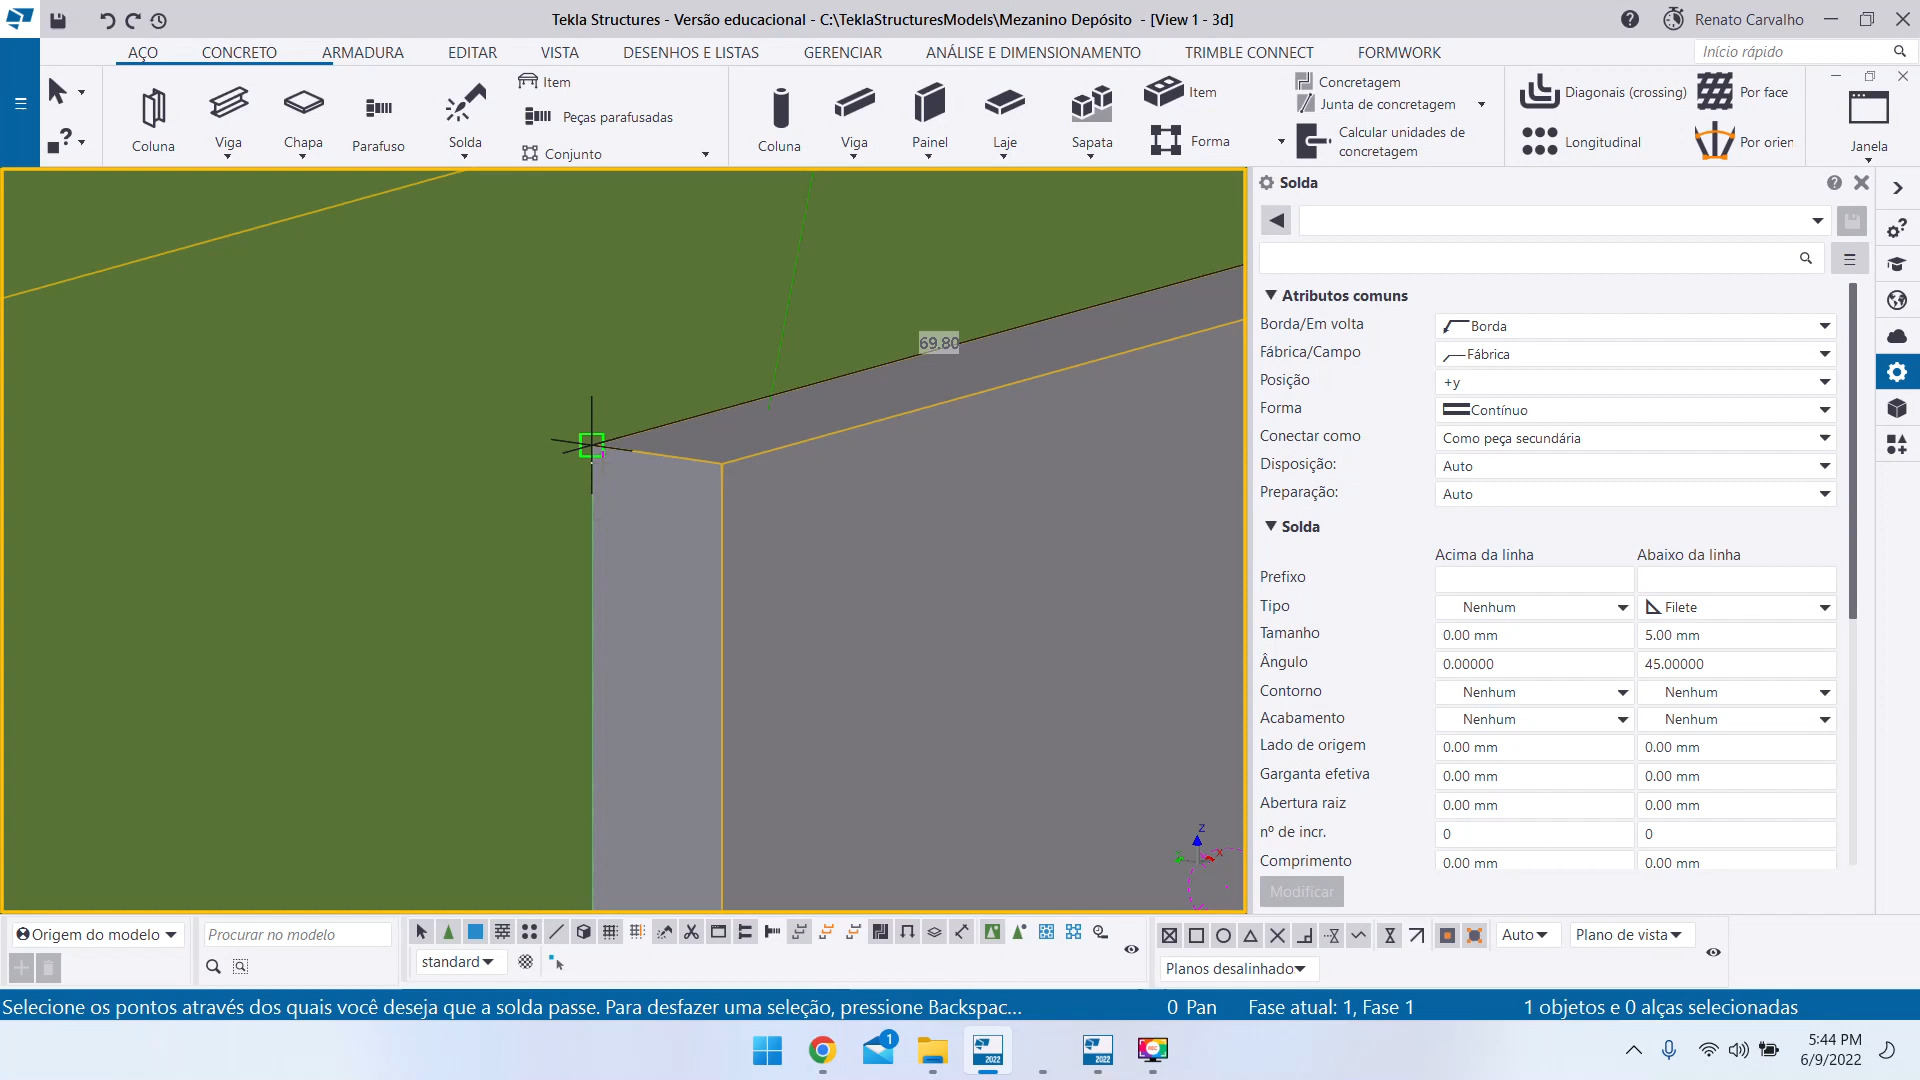 Tekla Structures - Versão educacional - C:\TeklaStructuresModels\Mezanino Depósito - [View 1 - 3d]
Renato Carvalho
AÇO CONCRETO ARMADURA EDITAR VISTA DESENHOS E LISTAS GERENCIAR ANÁLISE E DIMENSIONAMENTO TRIMBLE CONNECT FORMWORK
Início rápido
Coluna Viga Chapa Parafuso Solda
Item
Peças parafusadas
Conjunto
Coluna Viga Painel Laje Sapata
Item
Forma
Concretagem
Junta de concretagem
Calcular unidades de concretagem
Diagonais (crossing) Por face
Longitudinal Por orien
Janela
69.80
z
x
Solda
Atributos comuns
Borda/Em volta Borda
Fábrica/Campo Fábrica
Posição +y
Forma Contínuo
Conectar como Como peça secundária
Disposição: Auto
Preparação: Auto
Solda
Acima da linha Abaixo da linha
Prefixo
Tipo Nenhum Filete
Tamanho 0.00 mm 5.00 mm
Ângulo 0.00000 45.00000
Contorno Nenhum Nenhum
Acabamento Nenhum Nenhum
Lado de origem 0.00 mm 0.00 mm
Garganta efetiva 0.00 mm 0.00 mm
Abertura raiz 0.00 mm 0.00 mm
nº de incr. 0 0
Comprimento 0.00 mm 0.00 mm
Modificar
Origem do modelo
Procurar no modelo
standard
Auto
Plano de vista
Planos desalinhado
Selecione os pontos através dos quais você deseja que a solda passe. Para desfazer uma seleção, pressione Backspac...
0 Pan Fase atual: 1, Fase 1 1 objetos e 0 alças selecionadas
1
2022
2022
5:44 PM
6/9/2022